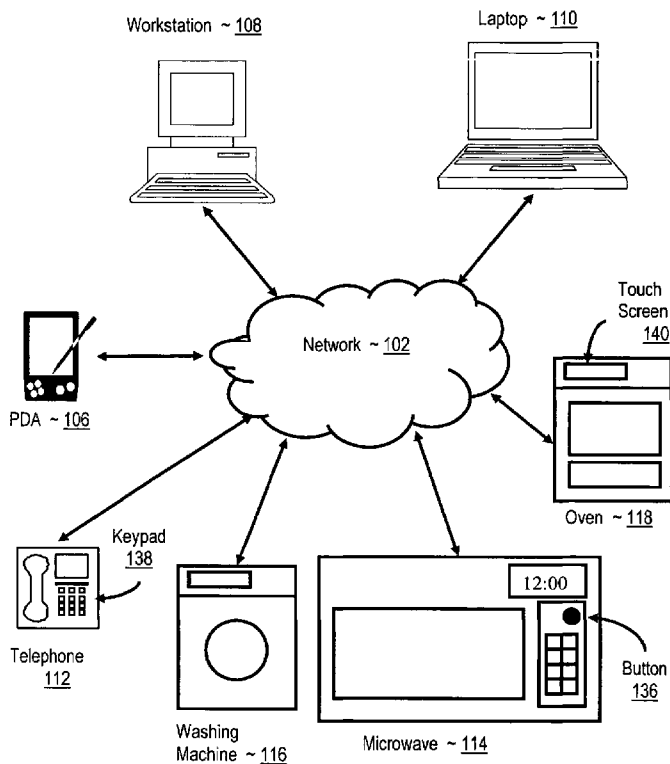 Workstation ~ 108
Laptop ~ 110
Touch
Screen
140
Network ~ 102
PDA ~ 106
Oven ~ 118
Keypad
138
12:00
Telephone
112
Button
136
Washing
Machine ~ 116
Microwave ~ 114